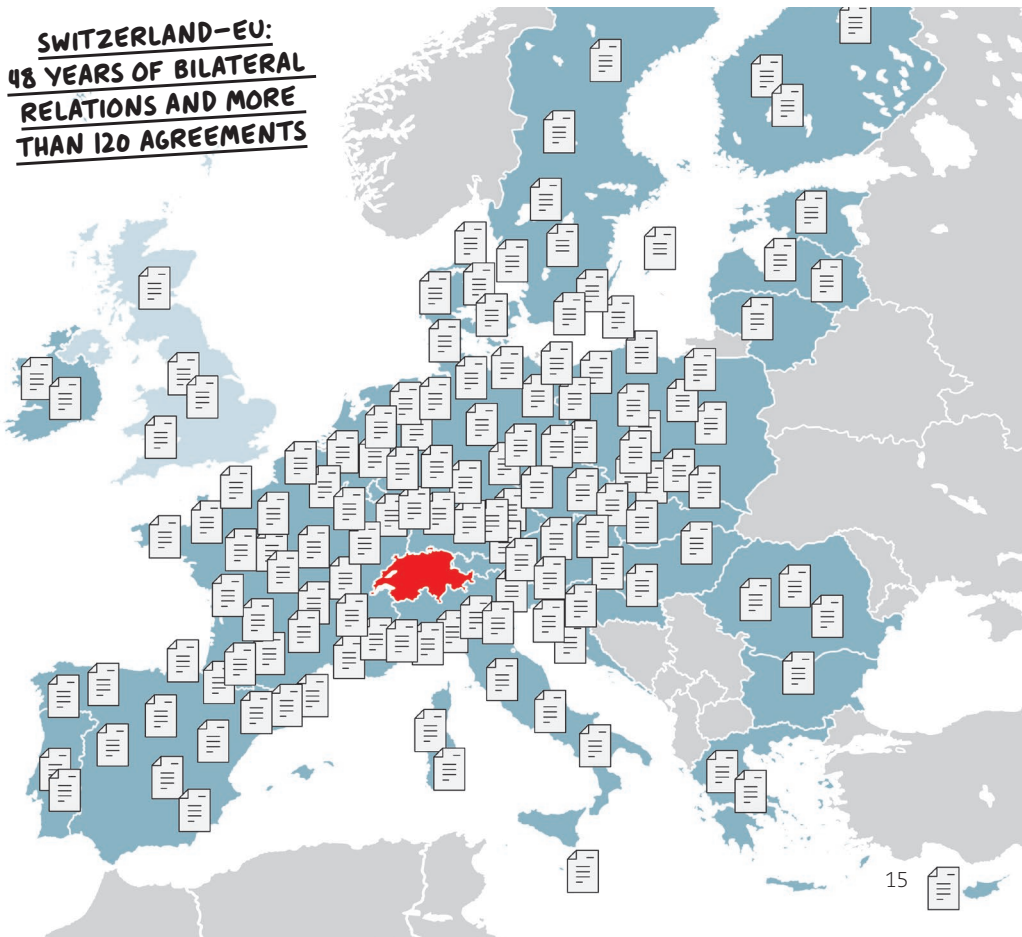 SWITZERLAND–EU:
48 YEARS OF BILATERAL
RELATIONS AND MORE
THAN 120 AGREEMENTS
15